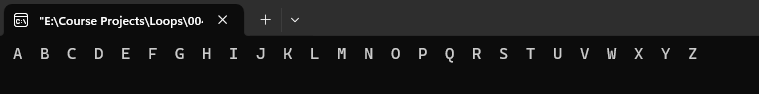 "E:\Course Projects\Loops\00·
A B C D E F G H I J K L M N O P Q R S T U V W X Y Z